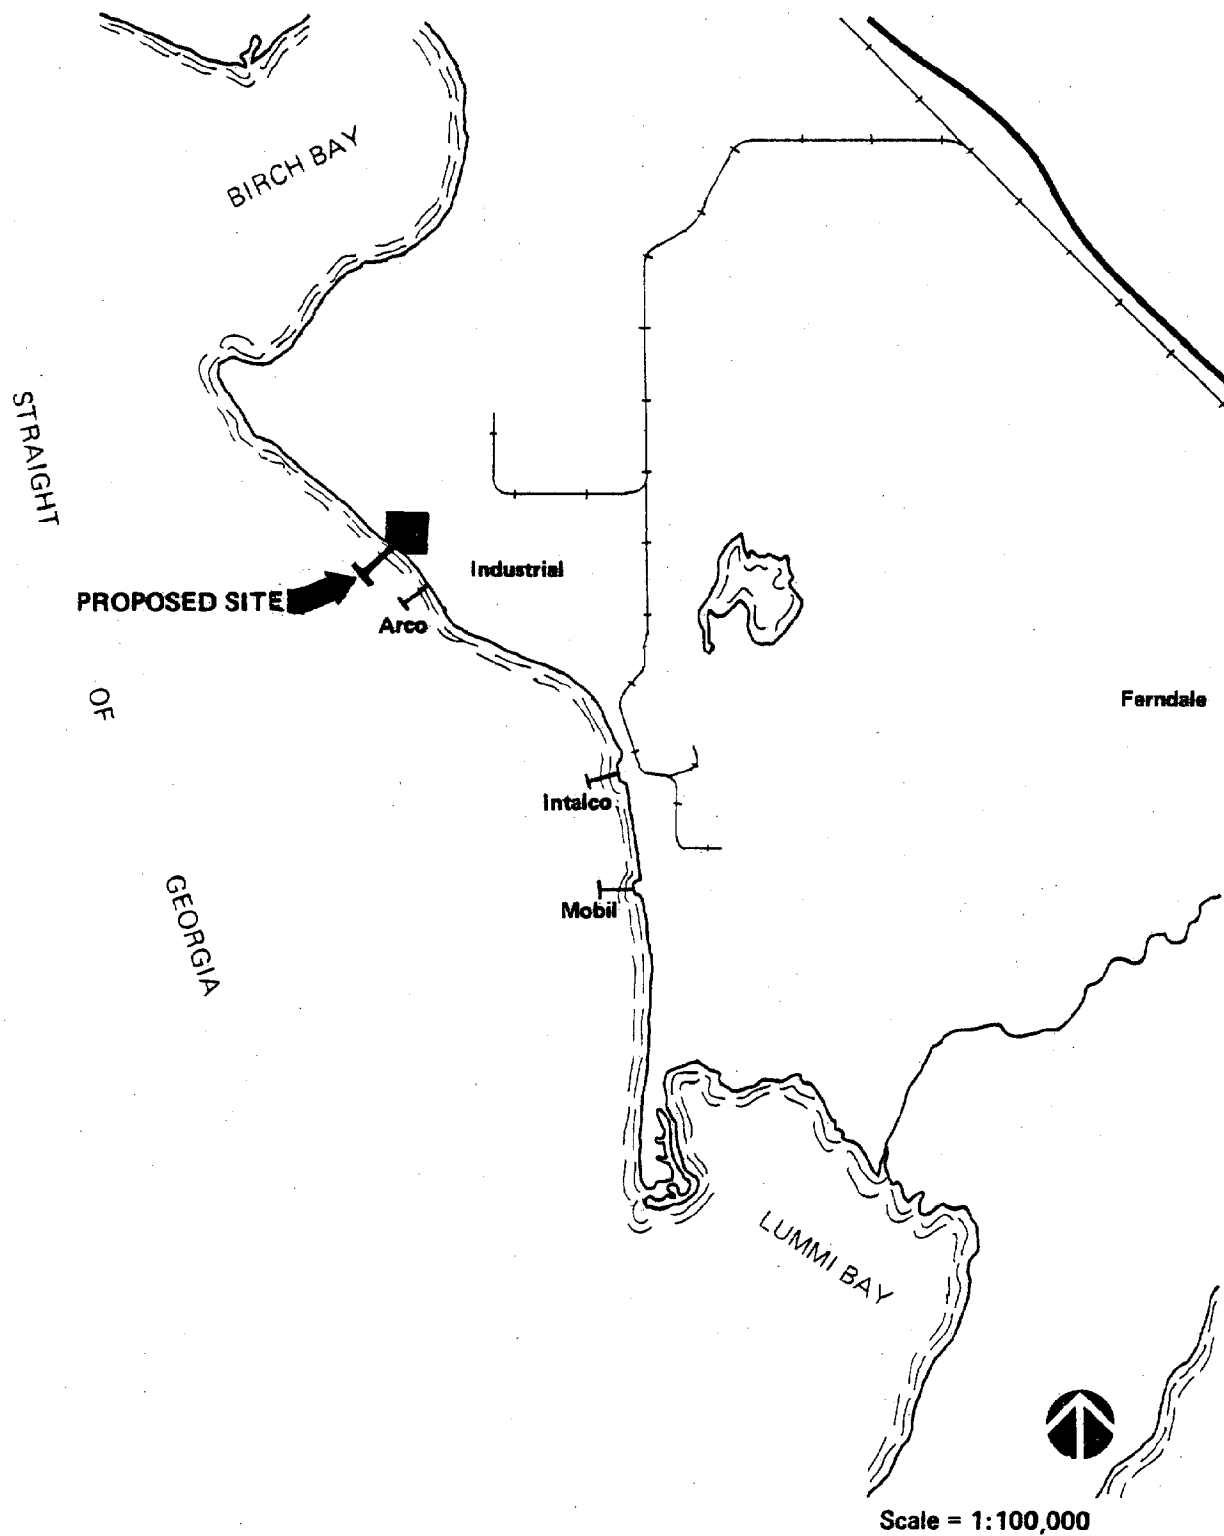 BIRCH BAY
STRAIGHT
OF
GEORGIA
Industrial
PROPOSED SITE
Arco
Ferndale
Intalco
Mobil
LUMMI BAY
Scale = 1:100,000